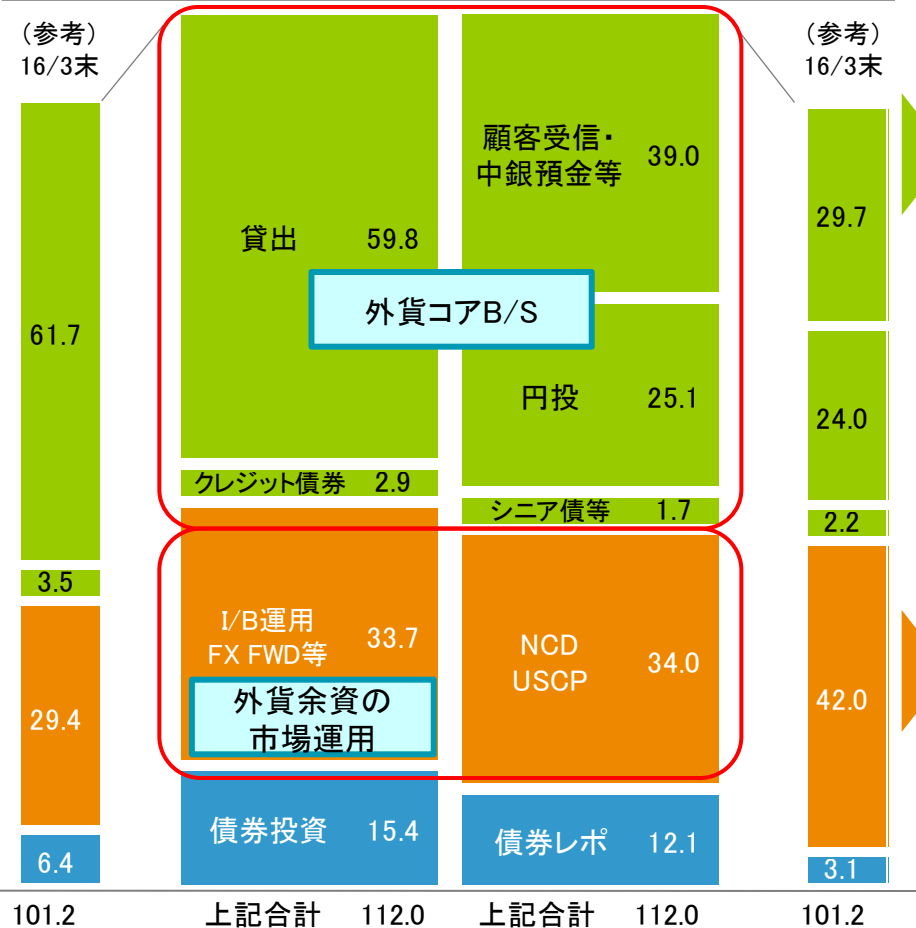 (参考)
16/3末
61.7
3.5
29.4
6.4
101.2
貸出 59.8
クレジット債券 2.9
I/B運用
FX FWD等
33.7
債券投資 15.4
上記合計 112.0
外貨コアB/S
外貨余資の
市場運用
顧客受信・
中銀預金等
39.0
円投 25.1
シニア債等 1.7
NCD
USCP
34.0
債券レポ 12.1
上記合計 112.0
(参考)
16/3末
29.7
24.0
2.2
42.0
3.1
101.2